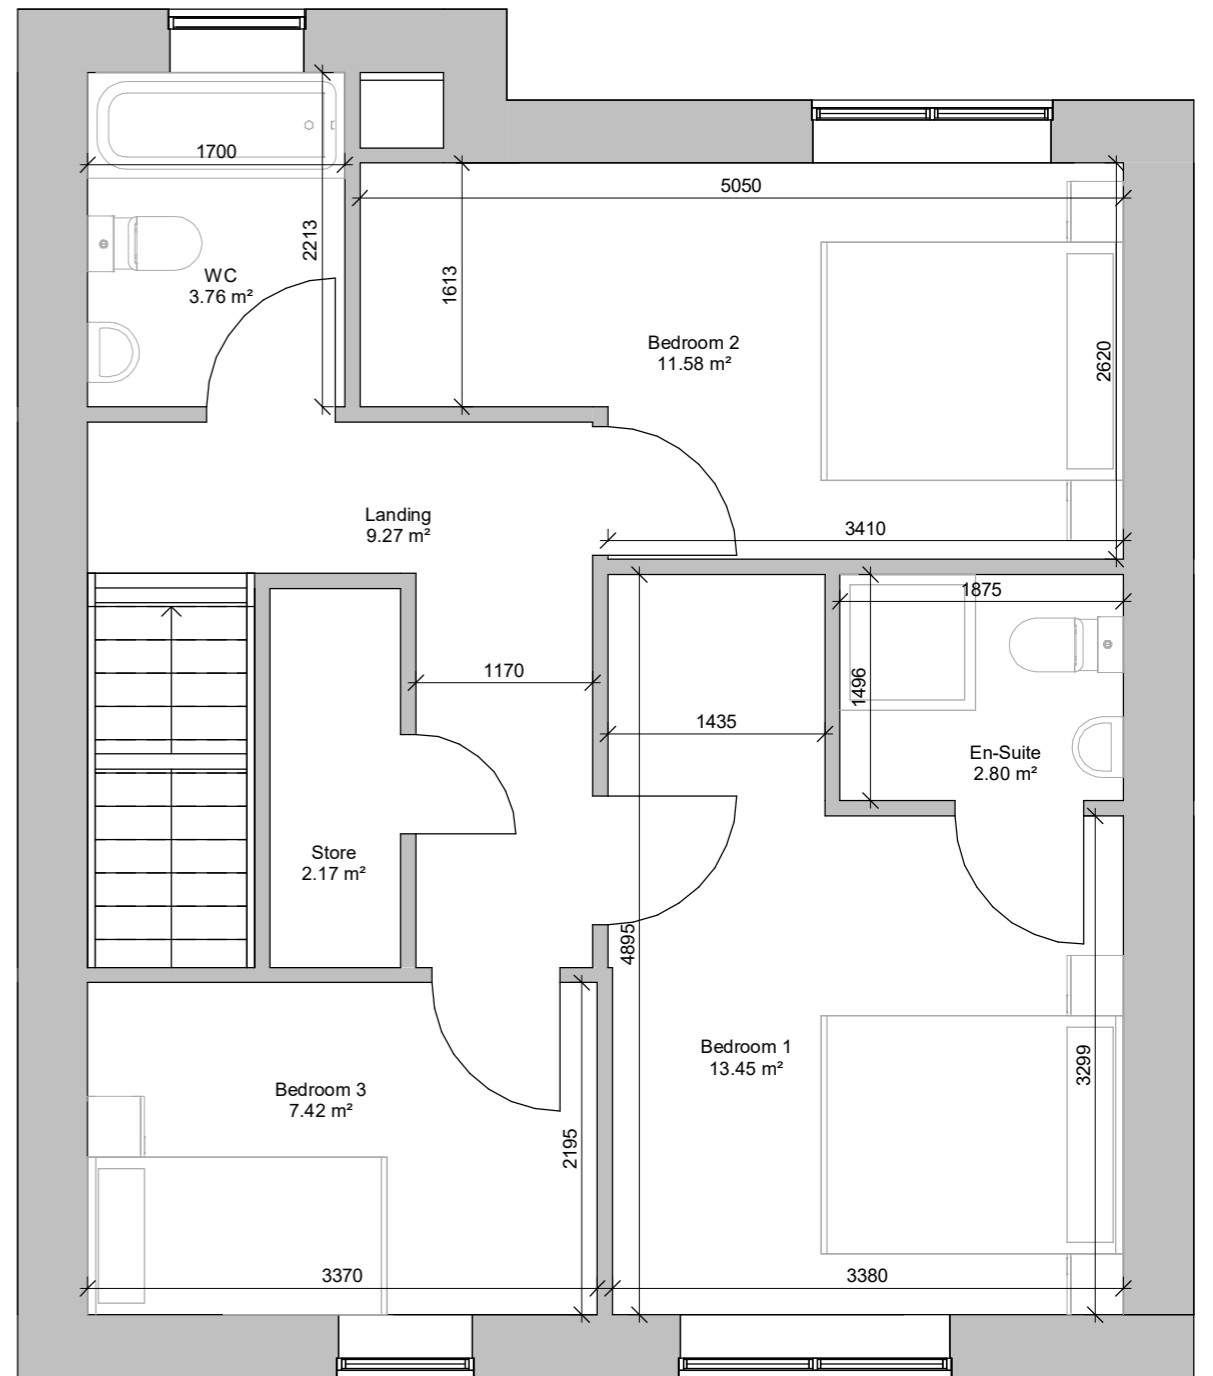 1700
5050
2213
WC
3.76 m²
1613
Bedroom 2
11.58 m²
2620
Landing
9.27 m²
3410
1875
1170
1496
1435
En-Suite
2.80 m²
Store
2.17 m²
4895
Bedroom 1
13.45 m²
3299
Bedroom 3
7.42 m²
2195
3370
3380